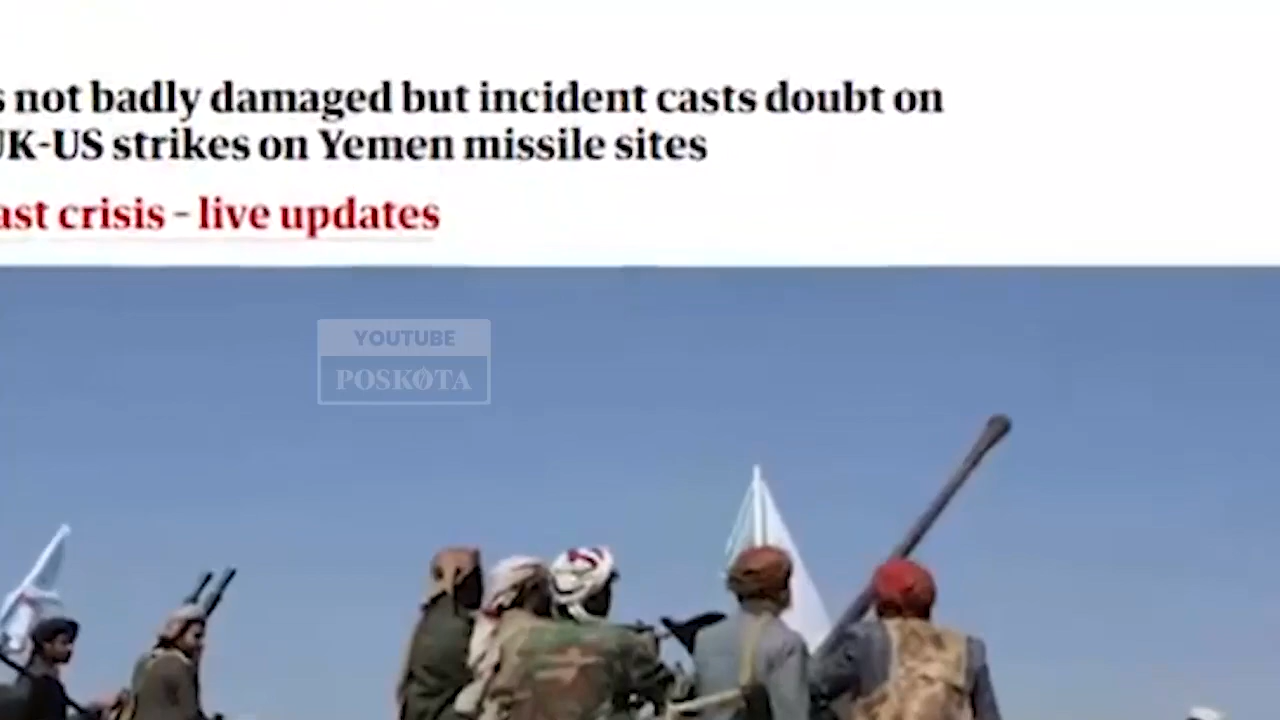 s not badly damaged but incident casts doubt on
UK-US strikes on Yemen missile sites
ast crisis – live updates
YOUTUBE
POSKOTA